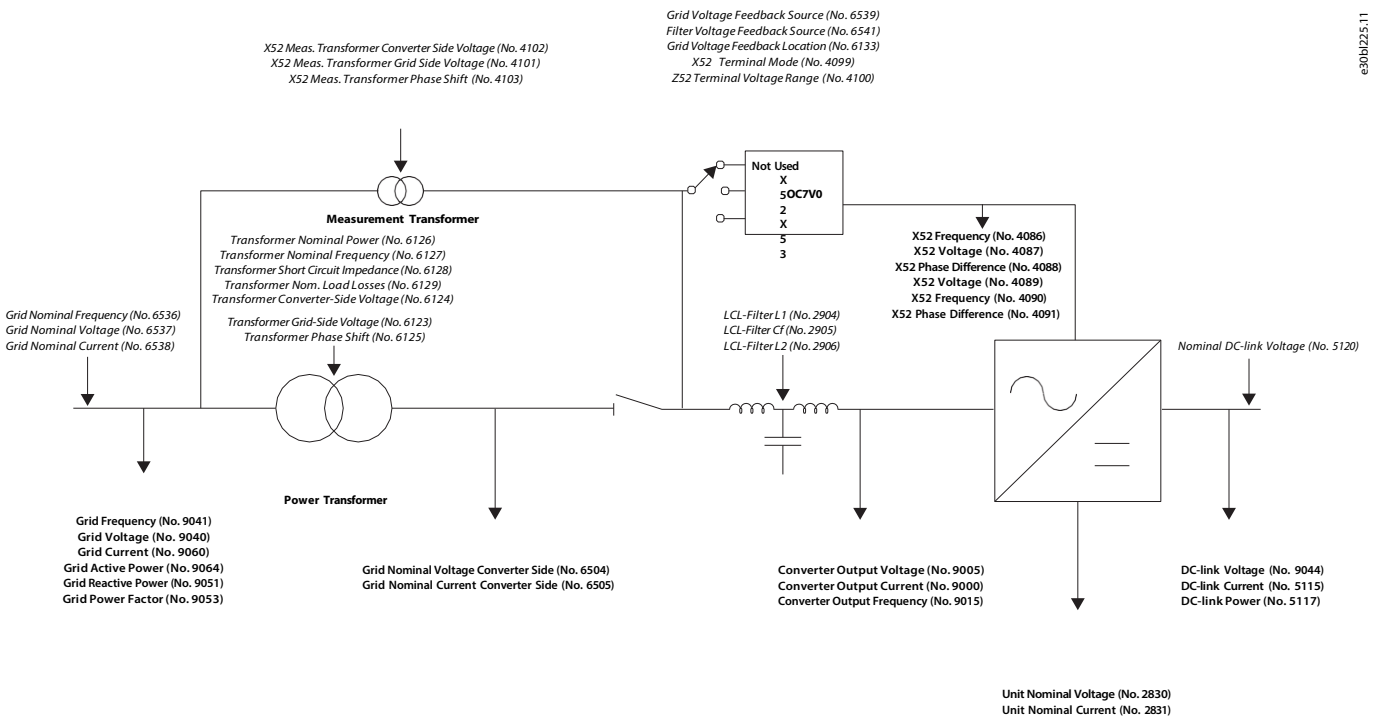 Grid Voltage Feedback Source (No. 6539)
Filter Voltage Feedback Source (No. 6541)
Grid Voltage Feedback Location (No. 6133)
X52 Terminal Mode (No. 4099)
Z52 Terminal Voltage Range (No. 4100)
e30bl225.11
X52 Meas. Transformer Converter Side Voltage (No. 4102)
X52 Meas. Transformer Grid Side Voltage (No. 4101)
X52 Meas. Transformer Phase Shift (No. 4103)
Not Used
X
5OC7V0
2
X
5
3
Measurement Transformer
Transformer Nominal Power (No. 6126)
Transformer Nominal Frequency (No. 6127)
Transformer Short Circuit Impedance (No. 6128)
Transformer Nom. Load Losses (No. 6129)
Transformer Converter-Side Voltage (No. 6124)
Transformer Grid-Side Voltage (No. 6123)
Transformer Phase Shift (No. 6125)
X52 Frequency (No. 4086)
X52 Voltage (No. 4087)
X52 Phase Difference (No. 4088)
X52 Voltage (No. 4089)
X52 Frequency (No. 4090)
X52 Phase Difference (No. 4091)
Grid Nominal Frequency (No. 6536)
Grid Nominal Voltage (No. 6537)
Grid Nominal Current (No. 6538)
LCL-Filter L1 (No. 2904)
LCL-Filter Cf (No. 2905)
LCL-Filter L2 (No. 2906)
Nominal DC-link Voltage (No. 5120)
Power Transformer
Grid Frequency (No. 9041)
Grid Voltage (No. 9040)
Grid Current (No. 9060)
Grid Active Power (No. 9064)
Grid Reactive Power (No. 9051)
Grid Power Factor (No. 9053)
Grid Nominal Voltage Converter Side (No. 6504)
Grid Nominal Current Converter Side (No. 6505)
Converter Output Voltage (No. 9005)
Converter Output Current (No. 9000)
Converter Output Frequency (No. 9015)
DC-link Voltage (No. 9044)
DC-link Current (No. 5115)
DC-link Power (No. 5117)
Unit Nominal Voltage (No. 2830)
Unit Nominal Current (No. 2831)